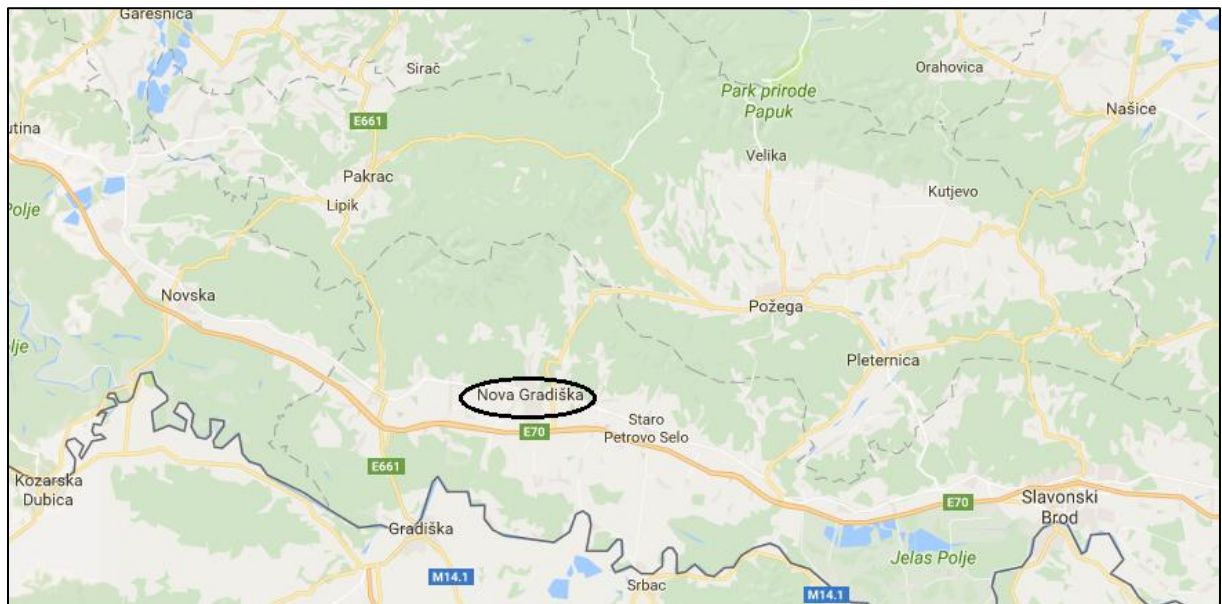 Garešnica
Sirač
Orahovica
Park prirode
Papuk
Našice
E661
utina
Velika
Pakrac
Kutjevo
Lipik
Polje
Novska
Požega
olje
Pleternica
Nova Gradiška
Staro
Petrovo Selo
E70
E661
Kozarska
Dubica
E70
Slavonski
Brod
Gradiška
Jelas Polje
M14.1
Srbac
M14.1